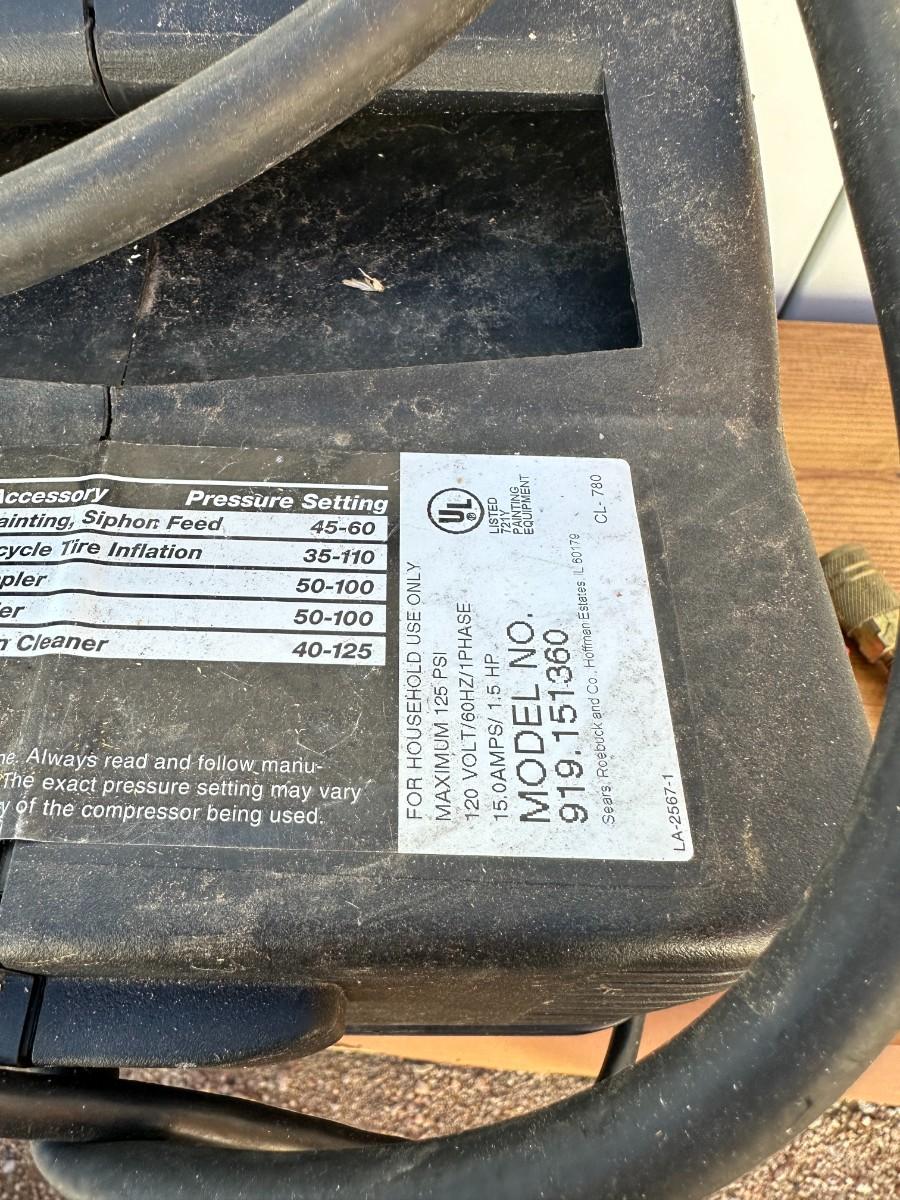 Accessory Pressure Setting
ainting, Siphon Feed 45-60
cycle Tire Inflation 35-110
pler 50-100
er 50-100
n Cleaner 40-125
ne. Always read and follow manu-
The exact pressure setting may vary
y of the compressor being used.
UL
LISTED
721Y
PAINTING
EQUIPMENT
CL-780
FOR HOUSEHOLD USE ONLY
MAXIMUM 125 PSI
120 VOLT/60HZ/1PHASE
15.0AMPS/ 1.5 HP
MODEL NO.
919.151360
Sears, Roebuck and Co., Hoffman Estates, IL 60179
LA-2567-1